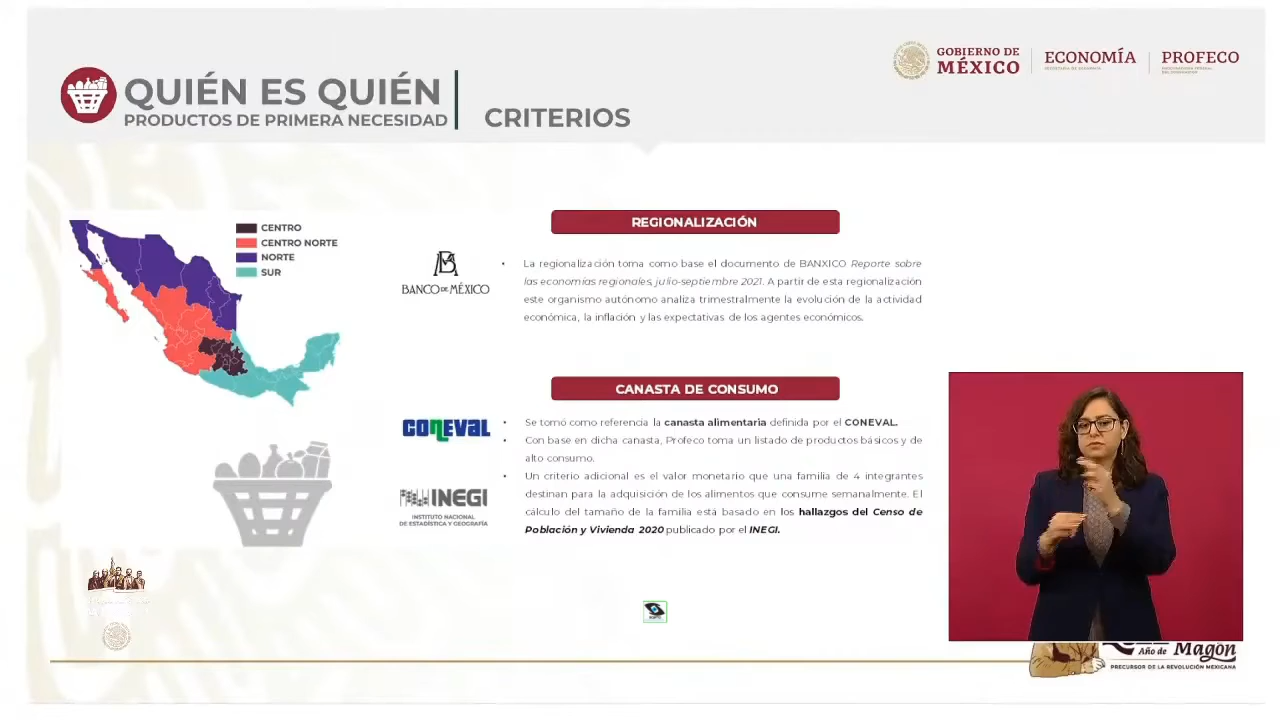 GOBIERNO DE
MÉXICO
ECONOMÍA
PROFECO
QUIÉN ES QUIÉN
PRODUCTOS DE PRIMERA NECESIDAD
CRITERIOS
CENTRO
CENTRO NORTE
NORTE
SUR
REGIONALIZACIÓN
BANCO DE MÉXICO
• La regionalización toma como base el documento de BANXICO Reporte sobre
las economías regionales, julio-septiembre 2021. A partir de esta regionalización
este organismo autónomo analiza trimestralmente la evolución de la actividad
económica, la inflación y las expectativas de los agentes económicos.
CANASTA DE CONSUMO
CONEVAL
• Se tomó como referencia la canasta alimentaria definida por el CONEVAL.
• Con base en dicha canasta, Profeco toma un listado de productos básicos y de
alto consumo.
• Un criterio adicional es el valor monetario que una familia de 4 integrantes
destinan para la adquisición de los alimentos que consume semanalmente. El
cálculo del tamaño de la familia está basado en los hallazgos del Censo de
Población y Vivienda 2020 publicado por el INEGI.
INEGI
INSTITUTO NACIONAL
DE ESTADÍSTICA Y GEOGRAFÍA
Año de Magón
PRECURSOR DE LA REVOLUCIÓN MEXICANA